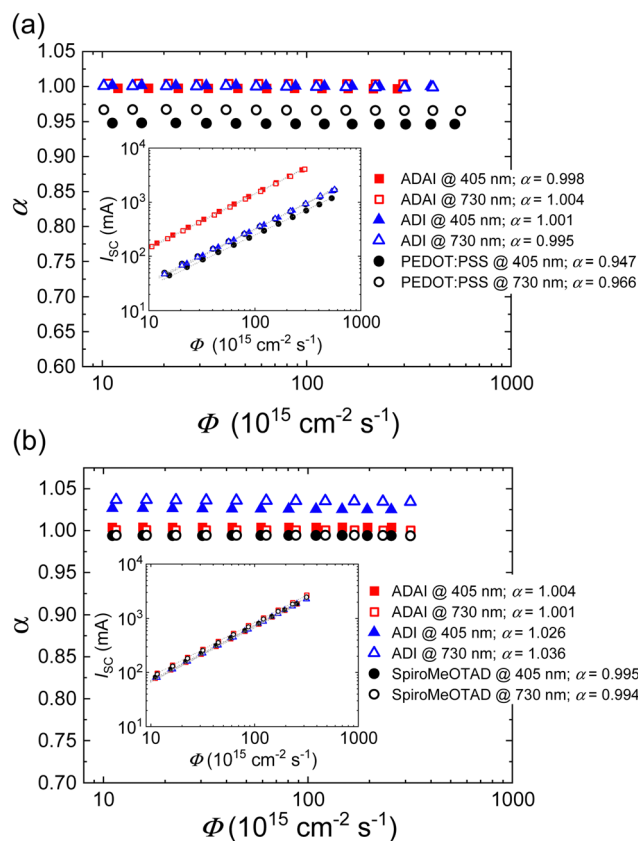 (a)
1.05
1.00
0.95
0.90
0.85
0.80
0.75
0.70
0.65
0.60
α
10
100
1000
Φ (10¹⁵ cm⁻² s⁻¹)
10⁴
10³
10²
10¹
I_SC (mA)
10
100
1000
Φ (10¹⁵ cm⁻² s⁻¹)
ADAI @ 405 nm; α = 0.998
ADAI @ 730 nm; α = 1.004
ADI @ 405 nm; α = 1.001
ADI @ 730 nm; α = 0.995
PEDOT:PSS @ 405 nm; α = 0.947
PEDOT:PSS @ 730 nm; α = 0.966
(b)
1.05
1.00
0.95
0.90
0.85
0.80
0.75
0.70
α
10
100
1000
Φ (10¹⁵ cm⁻² s⁻¹)
10⁴
10³
10²
10¹
I_SC (mA)
10
100
1000
Φ (10¹⁵ cm⁻² s⁻¹)
ADAI @ 405 nm; α = 1.004
ADAI @ 730 nm; α = 1.001
ADI @ 405 nm; α = 1.026
ADI @ 730 nm; α = 1.036
SpiroMeOTAD @ 405 nm; α = 0.995
SpiroMeOTAD @ 730 nm; α = 0.994